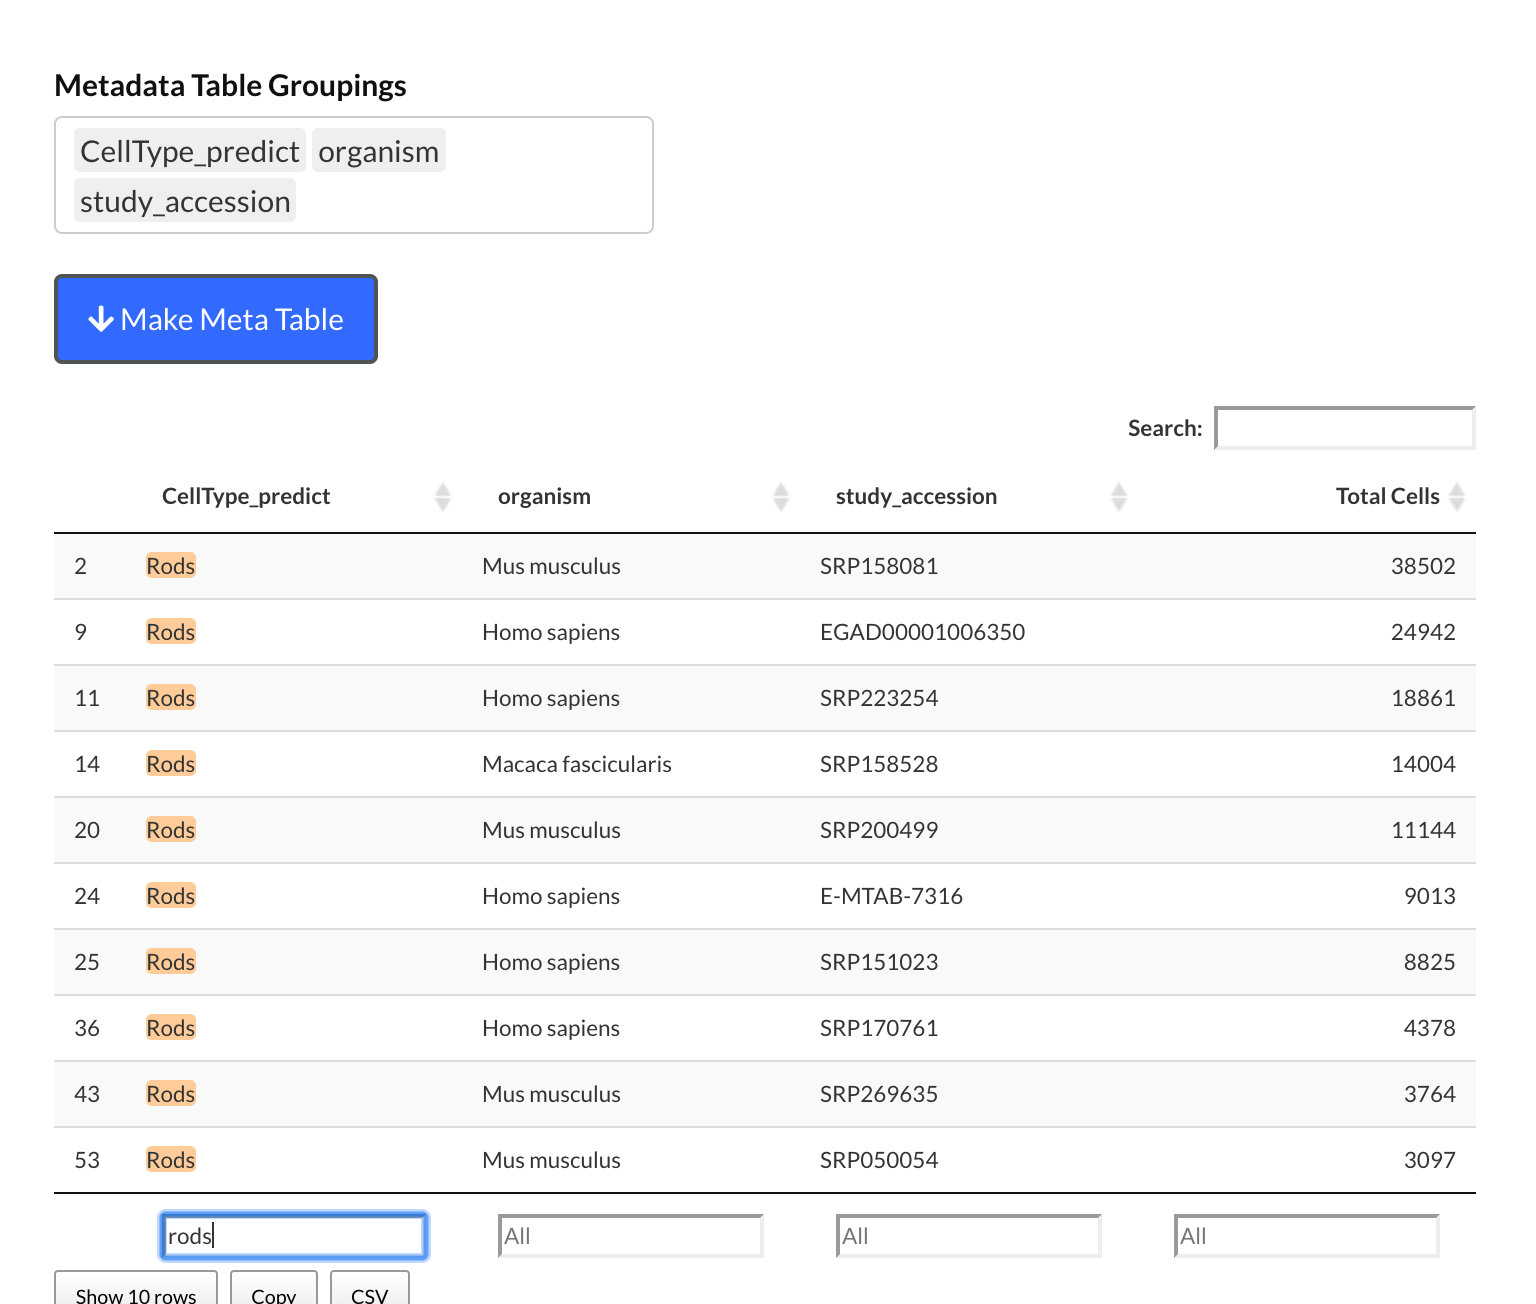 Metadata Table Groupings
CellType_predict organism
study_accession
Make Meta Table
Search:
CellType_predict organism study_accession Total Cells
2 Rods Mus musculus SRP158081 38502
9 Rods Homo sapiens EGAD00001006350 24942
11 Rods Homo sapiens SRP223254 18861
14 Rods Macaca fascicularis SRP158528 14004
20 Rods Mus musculus SRP200499 11144
24 Rods Homo sapiens E-MTAB-7316 9013
25 Rods Homo sapiens SRP151023 8825
36 Rods Homo sapiens SRP170761 4378
43 Rods Mus musculus SRP269635 3764
53 Rods Mus musculus SRP050054 3097
rods All All All
Show 10 rows Copy CSV